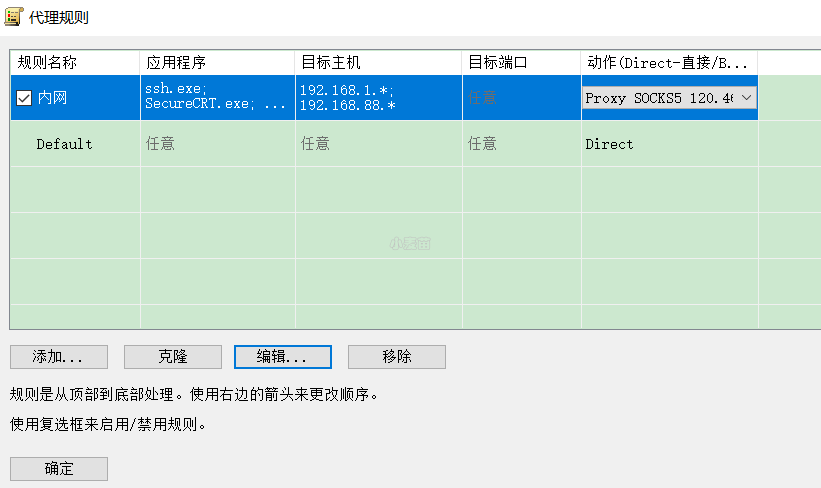 代理规则
规则名称 应用程序 目标主机 目标端口 动作(Direct-直接/B...
内网 ssh.exe; SecureCRT.exe; ... 192.168.1.*; 192.168.88.* 任意 Proxy SOCKS5 120.46
Default 任意 任意 任意 Direct
添加... 克隆 编辑... 移除
规则是从顶部到底部处理。使用右边的箭头来更改顺序。
使用复选框来启用/禁用规则。
确定